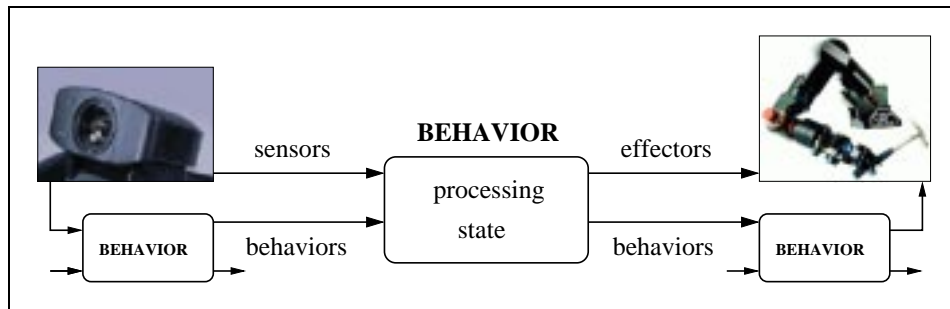 BEHAVIOR
sensors
effectors
processing
state
BEHAVIOR
behaviors
behaviors
BEHAVIOR